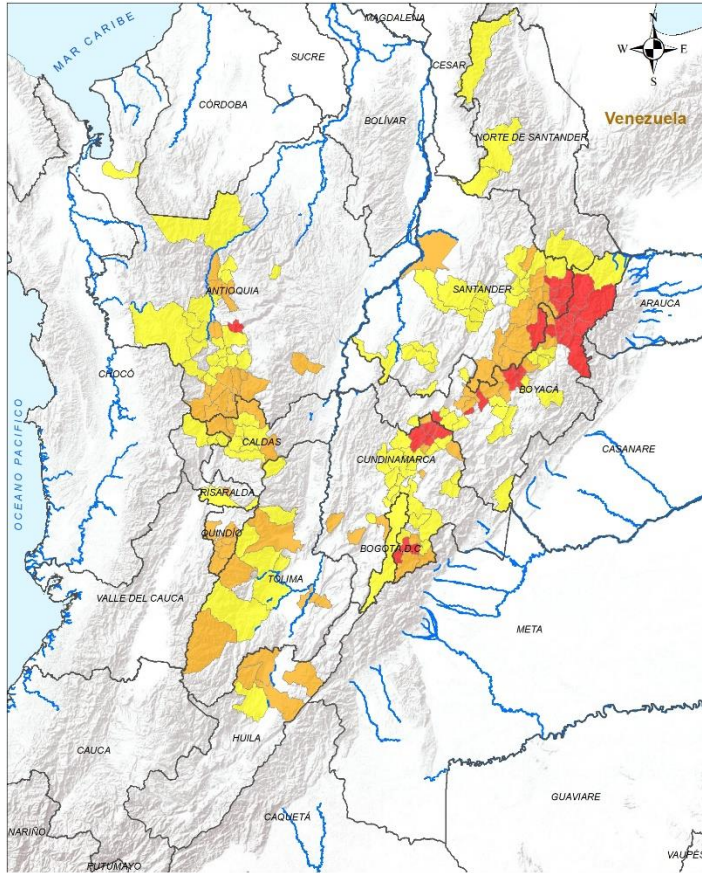 MAGDALENA
N
W E
S
MAR CARIBE
SUCRE
CESAR
CÓRDOBA
BOLÍVAR
Venezuela
NORTE DE SANTANDER
ANTIOQUIA
SANTANDER
ARAUCA
CHOCÓ
BOYACÁ
OCEANO PACIFICO
CALDAS
CUNDINAMARCA
CASANARE
RISARALDA
QUINDÍO
BOGOTÁ, D.C
TOLIMA
VALLE DEL CAUCA
META
HUILA
CAUCA
GUAVIARE
CAQUETÁ
NARIÑO
PUTUMAYO
VAUPÉS